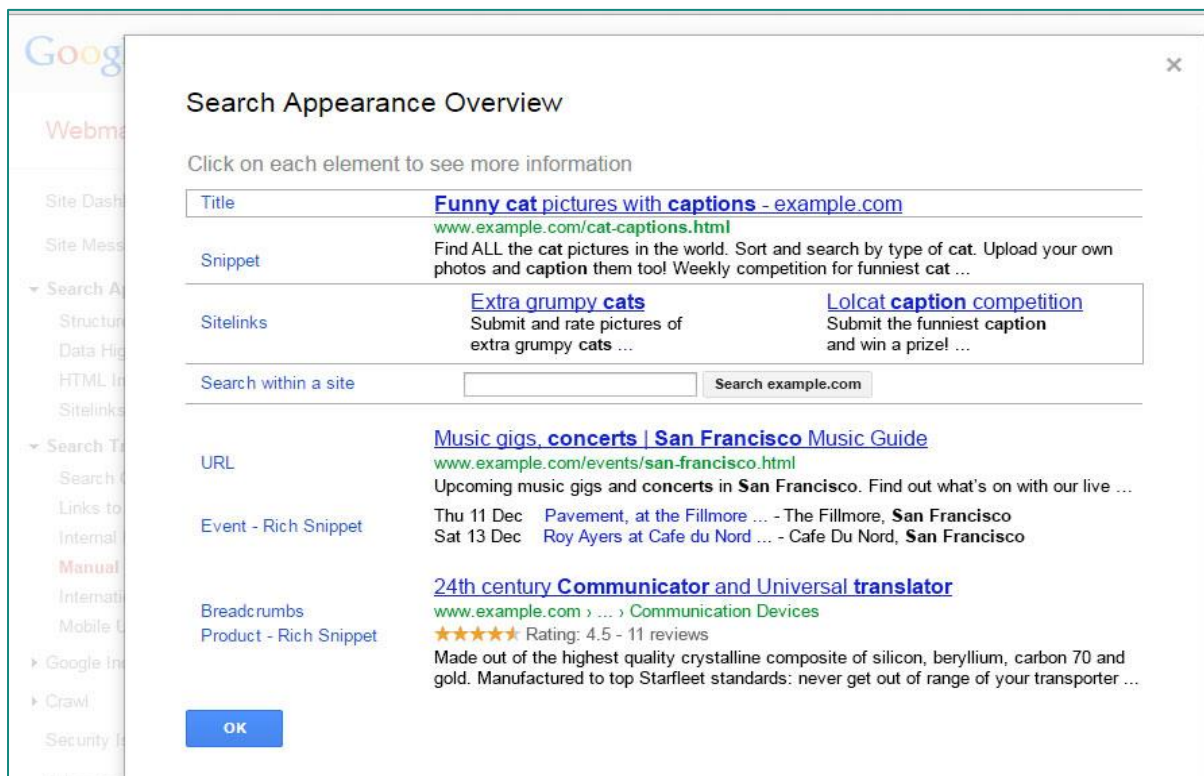 Goog
Search Appearance Overview
×
Webma
Click on each element to see more information
Site Dash
Title
Funny cat pictures with captions - example.com
www.example.com/cat-captions.html
Site Mess
Snippet
Find ALL the cat pictures in the world. Sort and search by type of cat. Upload your own
photos and caption them too! Weekly competition for funniest cat ...
Search Ap
Structure
Data Hig
HTML Im
Sitelinks
Sitelinks
Extra grumpy cats
Submit and rate pictures of
extra grumpy cats ...
Lolcat caption competition
Submit the funniest caption
and win a prize! ...
Search within a site
Search example.com
Search Tr
Search
Links to
Internal
Manual
Internati
Mobile U
Music gigs, concerts | San Francisco Music Guide
URL
www.example.com/events/san-francisco.html
Upcoming music gigs and concerts in San Francisco. Find out what's on with our live ...
Event - Rich Snippet
Thu 11 Dec Pavement, at the Fillmore ... - The Fillmore, San Francisco
Sat 13 Dec Roy Ayers at Cafe du Nord ... - Cafe Du Nord, San Francisco
24th century Communicator and Universal translator
Breadcrumbs
www.example.com › ... › Communication Devices
Product - Rich Snippet
Rating: 4.5 - 11 reviews
Made out of the highest quality crystalline composite of silicon, beryllium, carbon 70 and
gold. Manufactured to top Starfleet standards: never get out of range of your transporter ...
Google Ind
Crawl
Security Is
OK